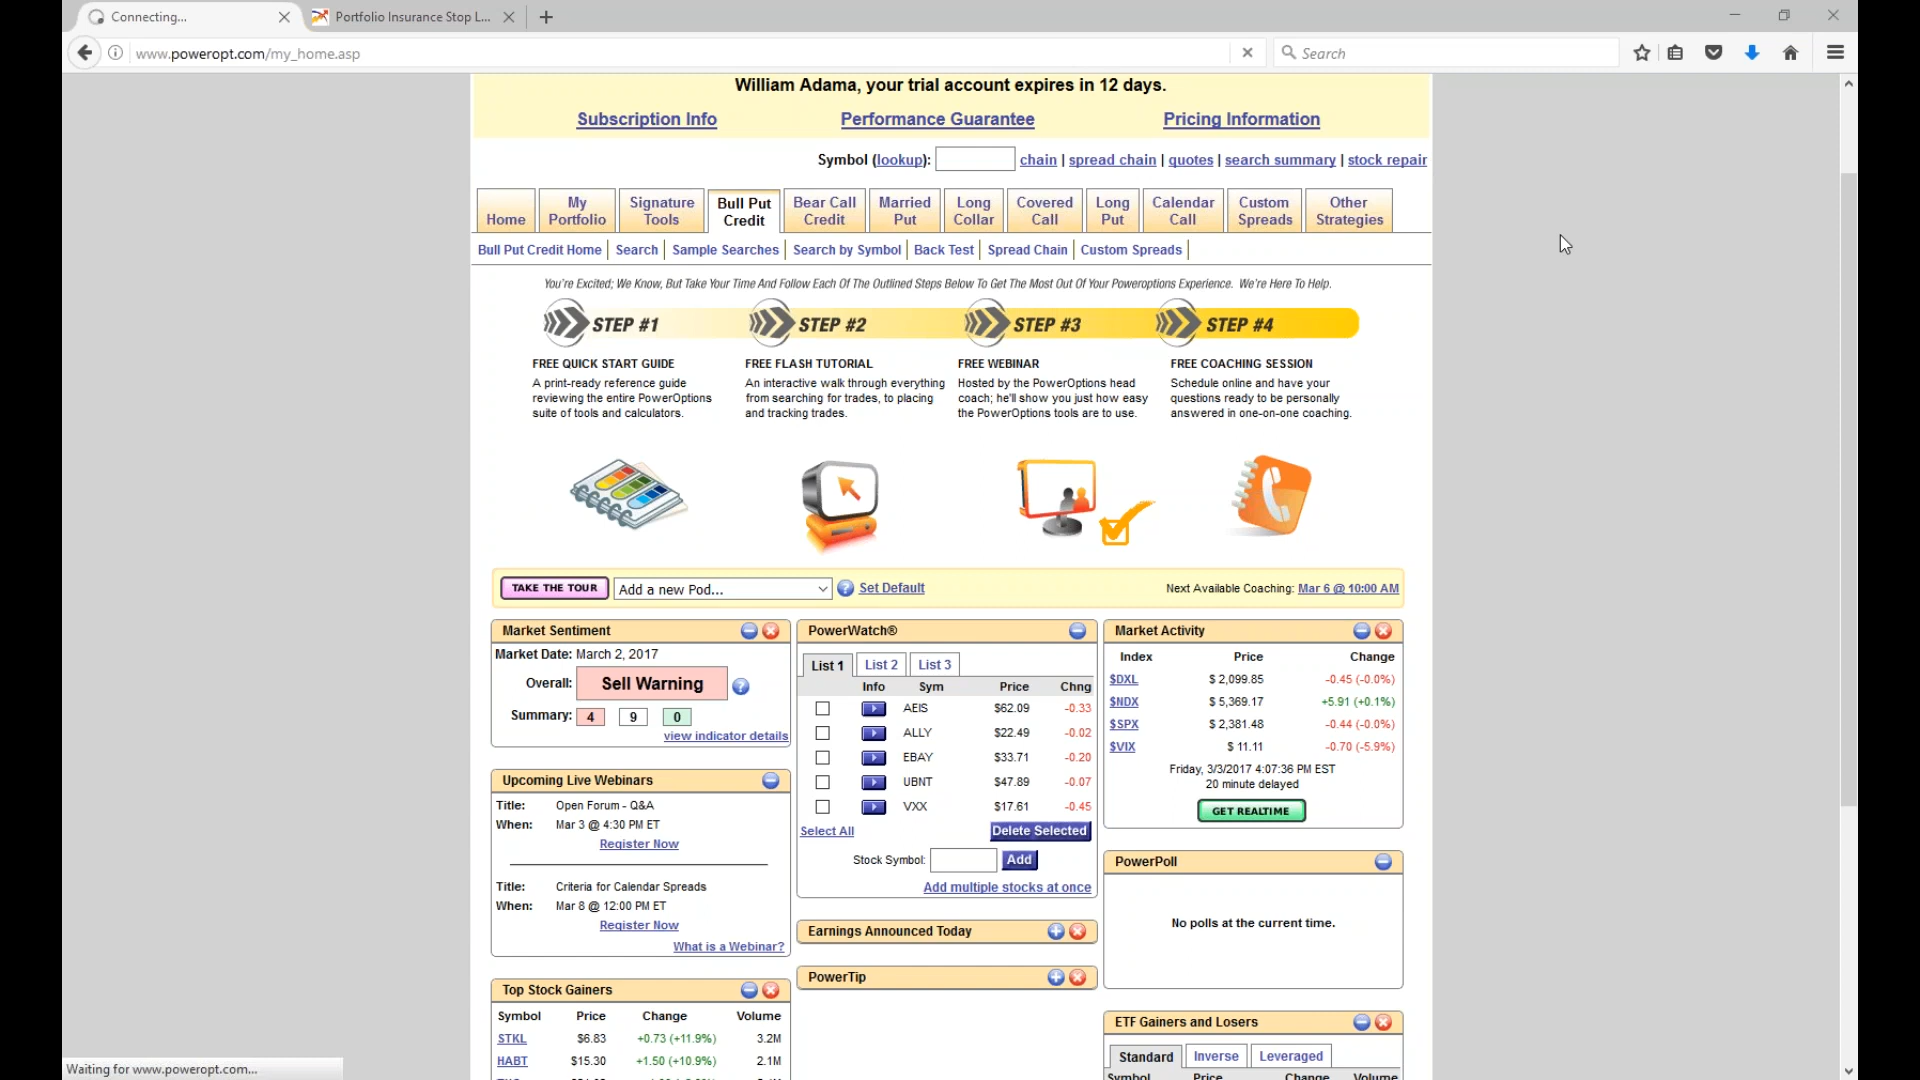 Connecting...
Portfolio Insurance Stop L...
www.poweropt.com/my_home.asp
Search
William Adama, your trial account expires in 12 days.
Subscription Info
Performance Guarantee
Pricing Information
Symbol (lookup):
chain | spread chain | quotes | search summary | stock repair
Home
My Portfolio
Signature Tools
Bull Put Credit
Bear Call Credit
Married Put
Long Collar
Covered Call
Long Put
Calendar Call
Custom Spreads
Other Strategies
Bull Put Credit Home | Search | Sample Searches | Search by Symbol | Back Test | Spread Chain | Custom Spreads |
You're Excited; We Know, But Take Your Time And Follow Each Of The Outlined Steps Below To Get The Most Out Of Your Poweroptions Experience. We're Here To Help.
STEP #1
STEP #2
STEP #3
STEP #4
FREE QUICK START GUIDE
A print-ready reference guide
reviewing the entire PowerOptions
suite of tools and calculators.
FREE FLASH TUTORIAL
An interactive walk through everything
from searching for trades, to placing
and tracking trades.
FREE WEBINAR
Hosted by the PowerOptions head
coach; he'll show you just how easy
the PowerOptions tools are to use.
FREE COACHING SESSION
Schedule online and have your
questions ready to be personally
answered in one-on-one coaching.
TAKE THE TOUR
Add a new Pod...
? Set Default
Next Available Coaching: Mar 6 @ 10:00 AM
Market Sentiment
Market Date: March 2, 2017
Overall: Sell Warning ?
Summary: 4 9 0
view indicator details
Upcoming Live Webinars
Title: Open Forum - Q&A
When: Mar 3 @ 4:30 PM ET
Register Now
Title: Criteria for Calendar Spreads
When: Mar 8 @ 12:00 PM ET
Register Now
What is a Webinar?
Top Stock Gainers
Symbol Price Change Volume
STKL $6.83 +0.73 (+11.9%) 3.2M
HABT $15.30 +1.50 (+10.9%) 2.1M
PowerWatch®
List 1 List 2 List 3
Info Sym Price Chng
AEIS $62.09 -0.33
ALLY $22.49 -0.02
EBAY $33.71 -0.20
UBNT $47.89 -0.07
VXX $17.61 -0.45
Select All
Delete Selected
Stock Symbol: Add
Add multiple stocks at once
Earnings Announced Today
PowerTip
Market Activity
Index Price Change
$DXL $ 2,099.85 -0.45 (-0.0%)
$NDX $ 5,369.17 +5.91 (+0.1%)
$SPX $ 2,381.48 -0.44 (-0.0%)
$VIX $ 11.11 -0.70 (-5.9%)
Friday, 3/3/2017 4:07:36 PM EST
20 minute delayed
GET REALTIME
PowerPoll
No polls at the current time.
ETF Gainers and Losers
Standard Inverse Leveraged
Symbol Price Change Volume
Waiting for www.poweropt.com...